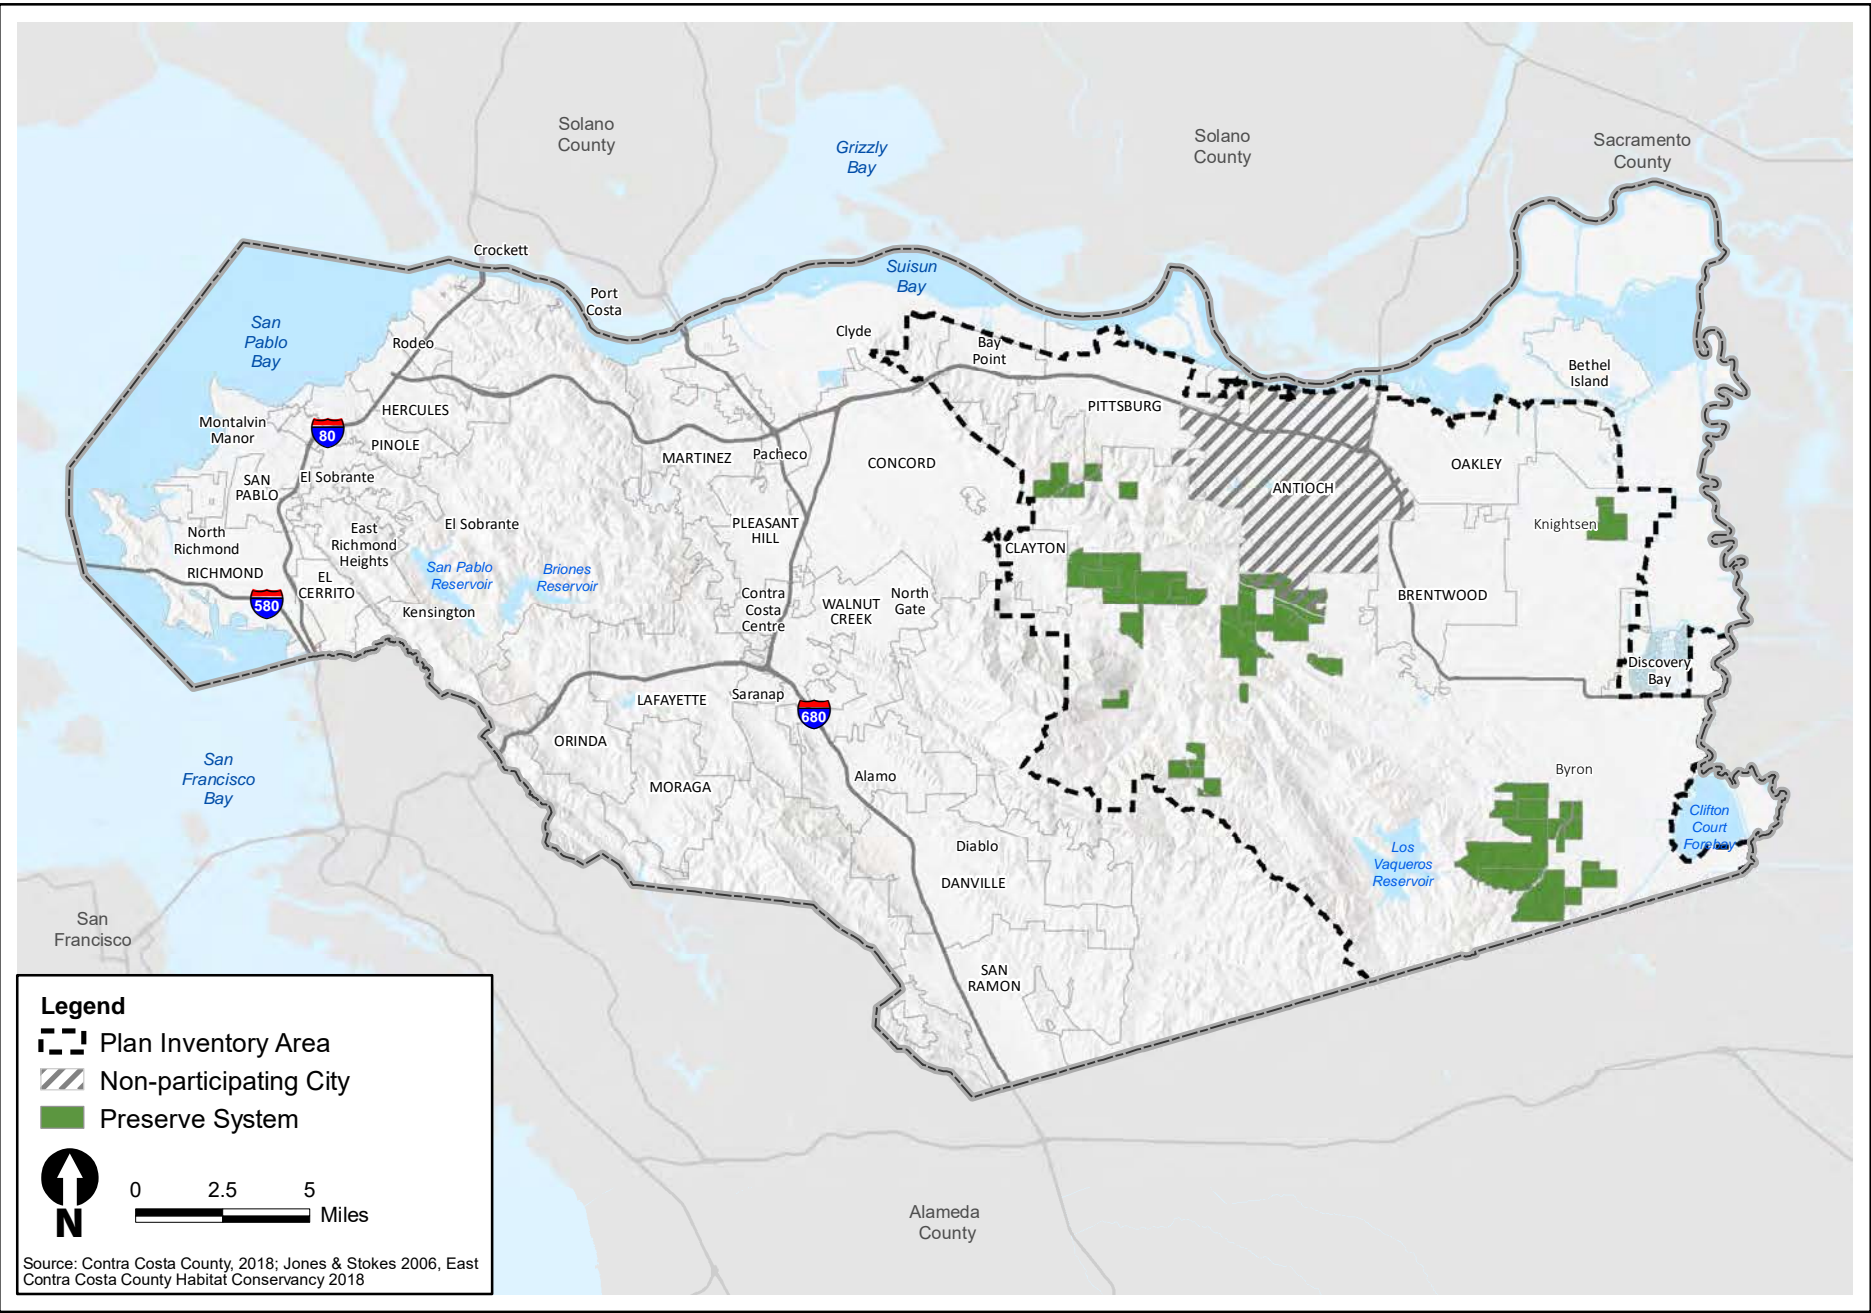 Solano
County
Grizzly
Bay
Solano
County
Sacramento
County
Crockett
Suisun
Bay
Port
Costa
San
Pablo
Bay
Rodeo
Clyde
Bay
Point
Bethel
Island
HERCULES
PITTSBURG
Montalvin
Manor
80
PINOLE
MARTINEZ
Pacheco
CONCORD
OAKLEY
SAN
PABLO
El Sobrante
ANTIOCH
North
Richmond
East
Richmond
Heights
El Sobrante
PLEASANT
HILL
Knightsen
CLAYTON
RICHMOND
San Pablo
Reservoir
Briones
Reservoir
EL
CERRITO
580
Kensington
Contra
Costa
Centre
WALNUT
CREEK
North
Gate
BRENTWOOD
Discovery
Bay
LAFAYETTE
Saranap
680
ORINDA
San
Francisco
Bay
MORAGA
Alamo
Byron
Clifton
Court
Forebay
Diablo
Los
Vaqueros
Reservoir
DANVILLE
San
Francisco
SAN
RAMON
Legend
Plan Inventory Area
Non-participating City
Preserve System
N
0 2.5 5
Miles
Alameda
County
Source: Contra Costa County, 2018; Jones & Stokes 2006, East
Contra Costa County Habitat Conservancy 2018